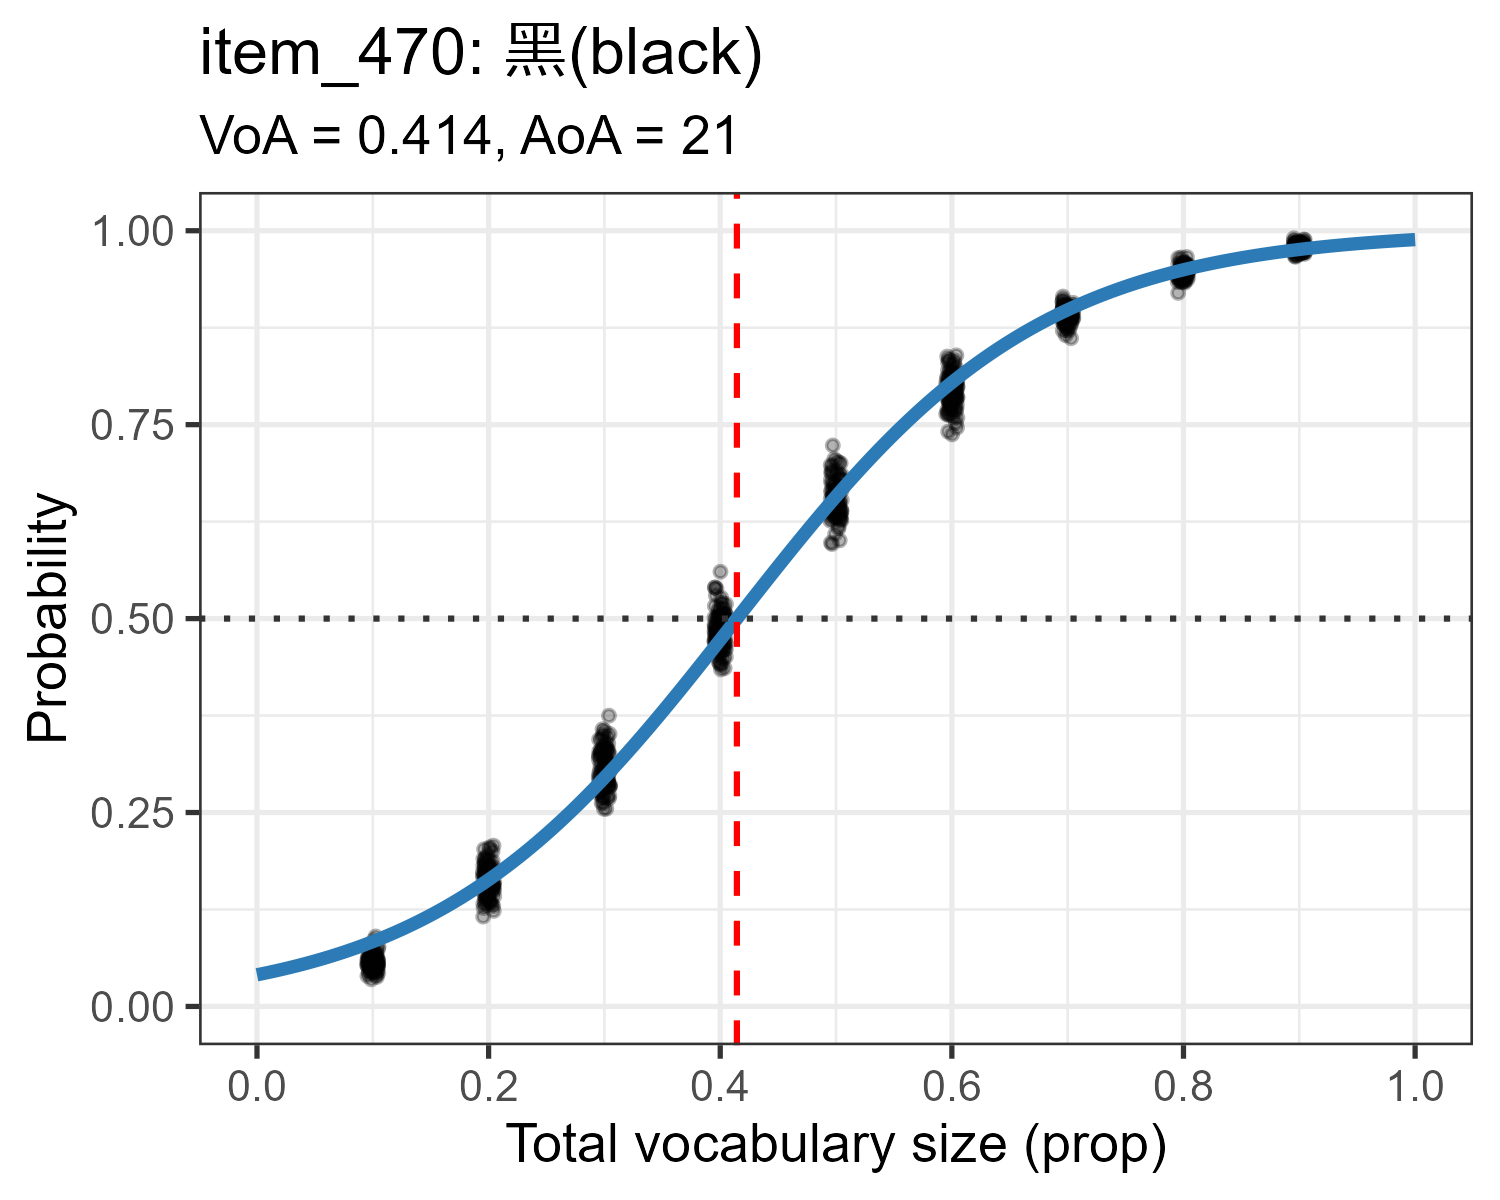 item_470: 黑(black)
VoA = 0.414, AoA = 21
1.00
0.75
0.50
0.25
0.00
Probability
0.0 0.2 0.4 0.6 0.8 1.0
Total vocabulary size (prop)